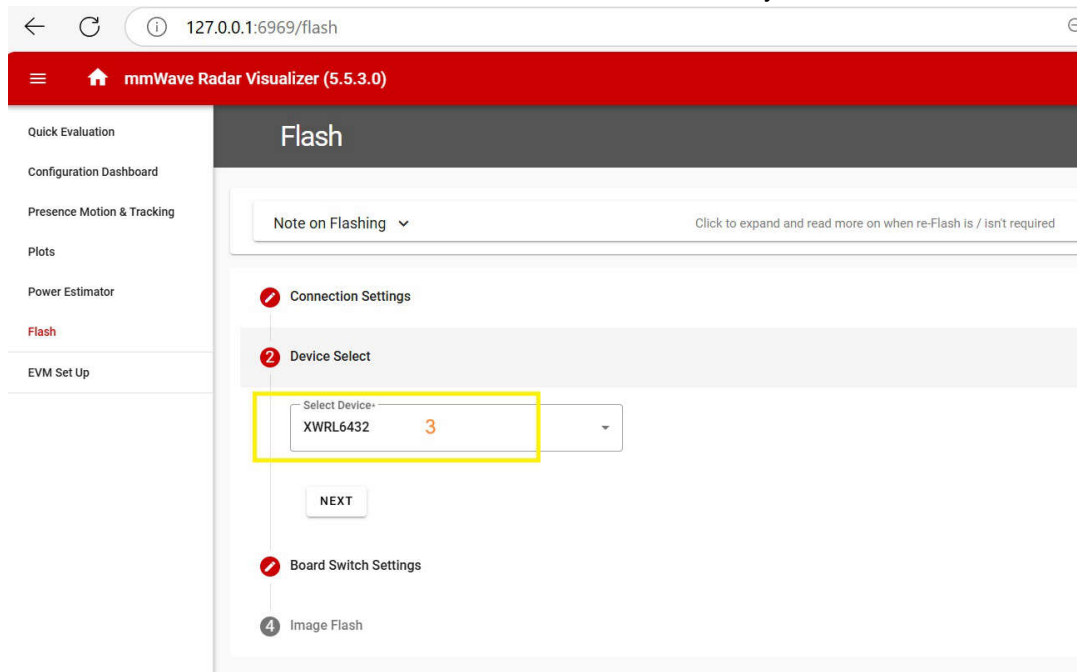 127.0.0.1:6969/flash
mmWave Radar Visualizer (5.5.3.0)
Quick Evaluation
Configuration Dashboard
Presence Motion & Tracking
Plots
Power Estimator
Flash
EVM Set Up
Flash
Note on Flashing
Click to expand and read more on when re-Flash is / isn't required
Connection Settings
2 Device Select
Select Device*
XWRL6432 3
NEXT
Board Switch Settings
4 Image Flash